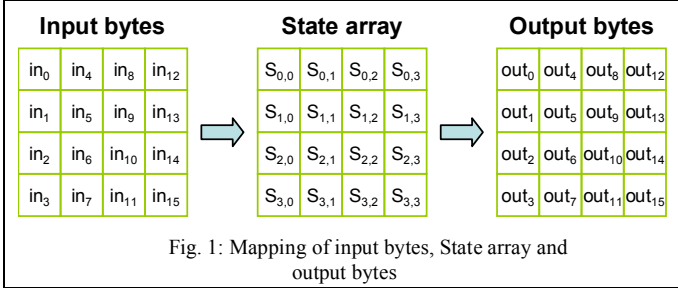 Input bytes State array Output bytes
in₀ in₄ in₈ in₁₂ S₀,₀ S₀,₁ S₀,₂ S₀,₃ out₀ out₄ out₈ out₁₂
in₁ in₅ in₉ in₁₃ S₁,₀ S₁,₁ S₁,₂ S₁,₃ out₁ out₅ out₉ out₁₃
in₂ in₆ in₁₀ in₁₄ S₂,₀ S₂,₁ S₂,₂ S₂,₃ out₂ out₆ out₁₀ out₁₄
in₃ in₇ in₁₁ in₁₅ S₃,₀ S₃,₁ S₃,₂ S₃,₃ out₃ out₇ out₁₁ out₁₅
Fig. 1: Mapping of input bytes, State array and
output bytes